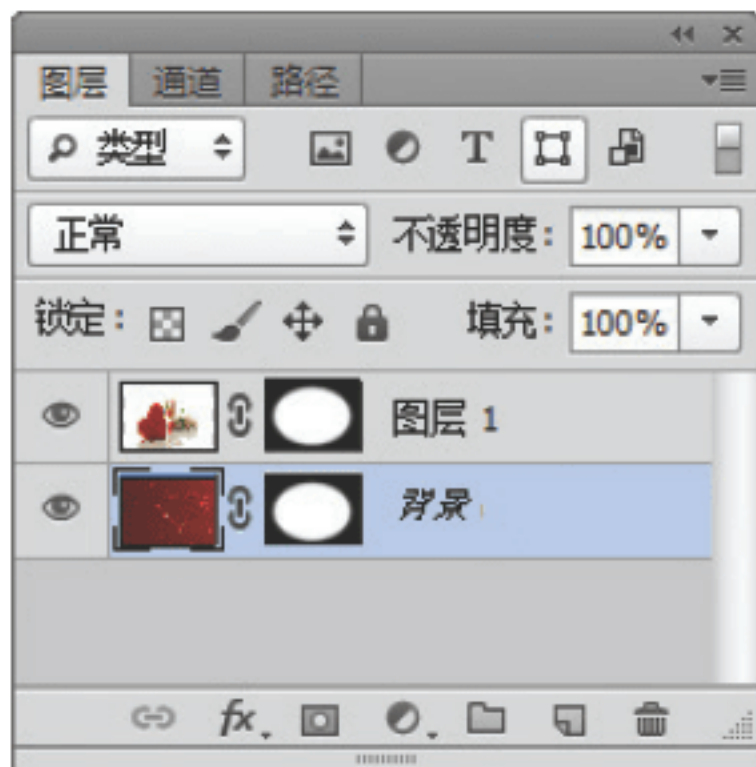 图层 通道 路径
类型 T
正常 不透明度： 100%
锁定： 填充： 100%
图层 1
背景
fx.